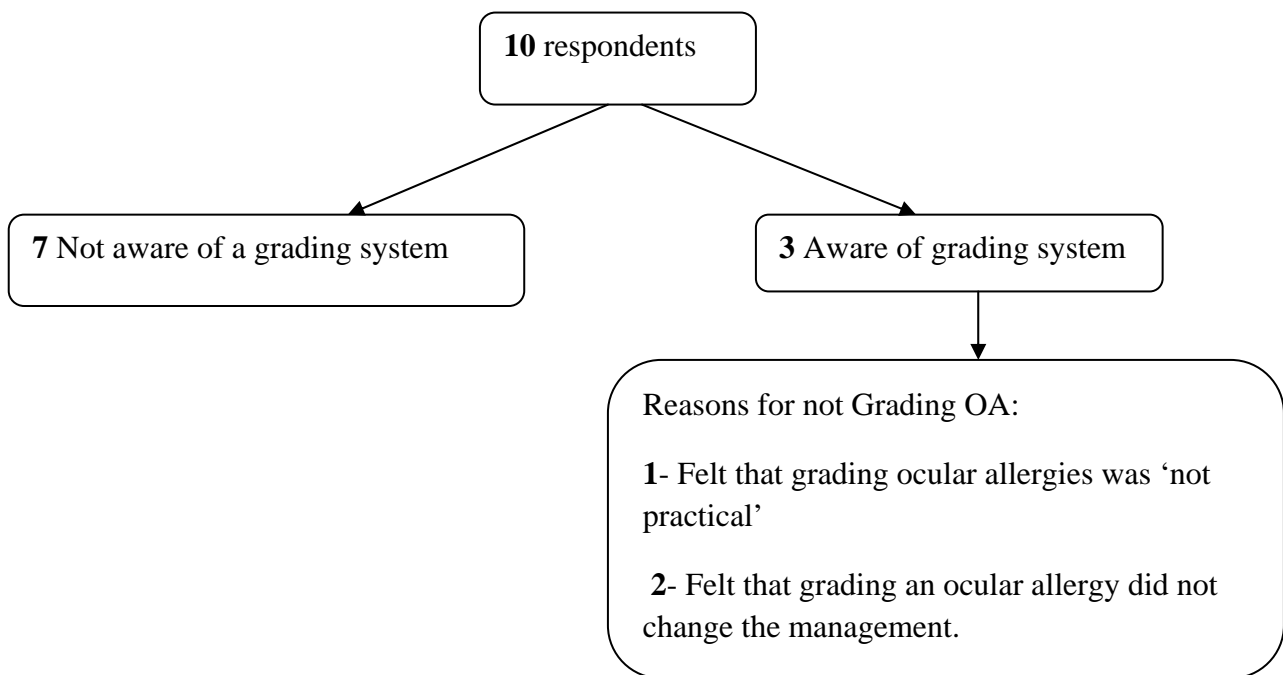 10 respondents
7 Not aware of a grading system
3 Aware of grading system
Reasons for not Grading OA:
1- Felt that grading ocular allergies was ‘not
practical’
2- Felt that grading an ocular allergy did not
change the management.